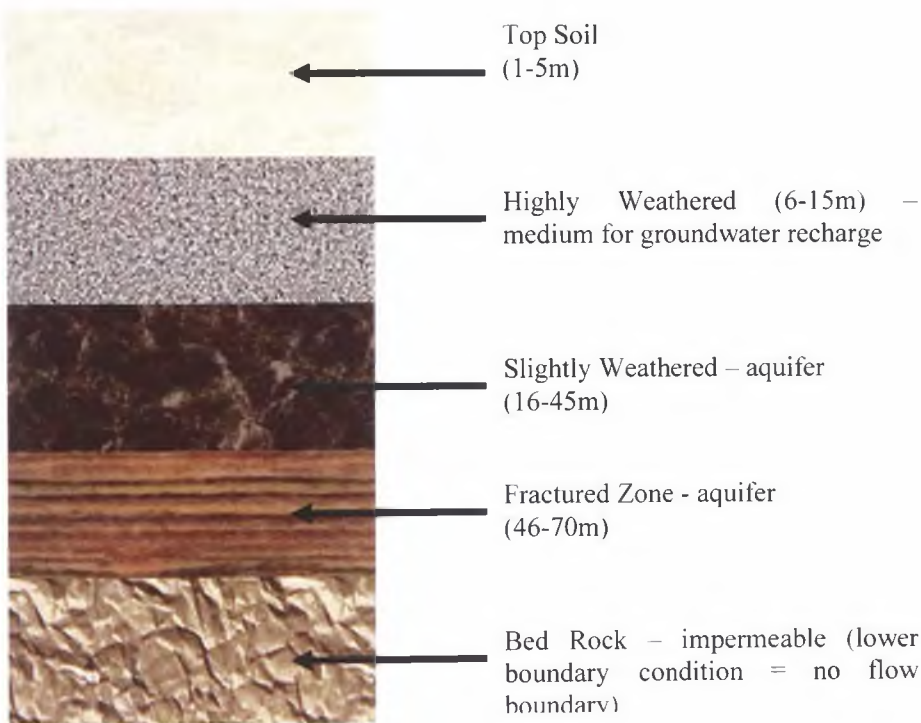 Top Soil
(1-5m)
Highly Weathered (6-15m) –
medium for groundwater recharge
Slightly Weathered – aquifer
(16-45m)
Fractured Zone - aquifer
(46-70m)
Bed Rock – impermeable (lower
boundary condition = no flow
boundary)